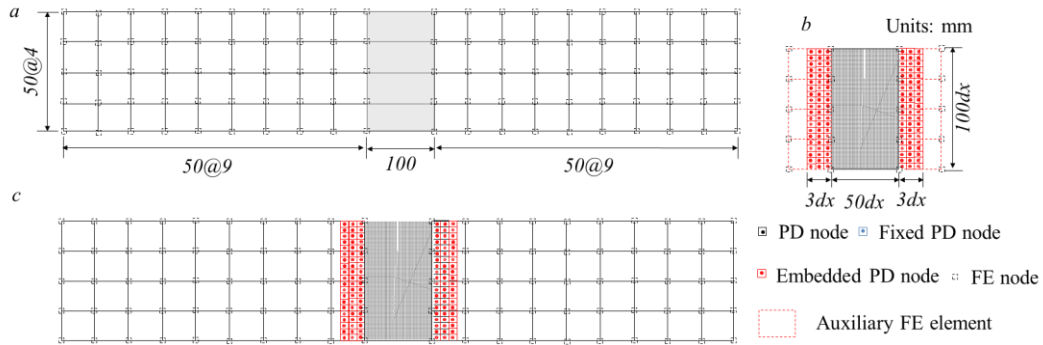 a
50@4
50@9
100
50@9
b
Units: mm
100dx
3dx
50dx
3dx
c
PD node
Fixed PD node
Embedded PD node
FE node
Auxiliary FE element